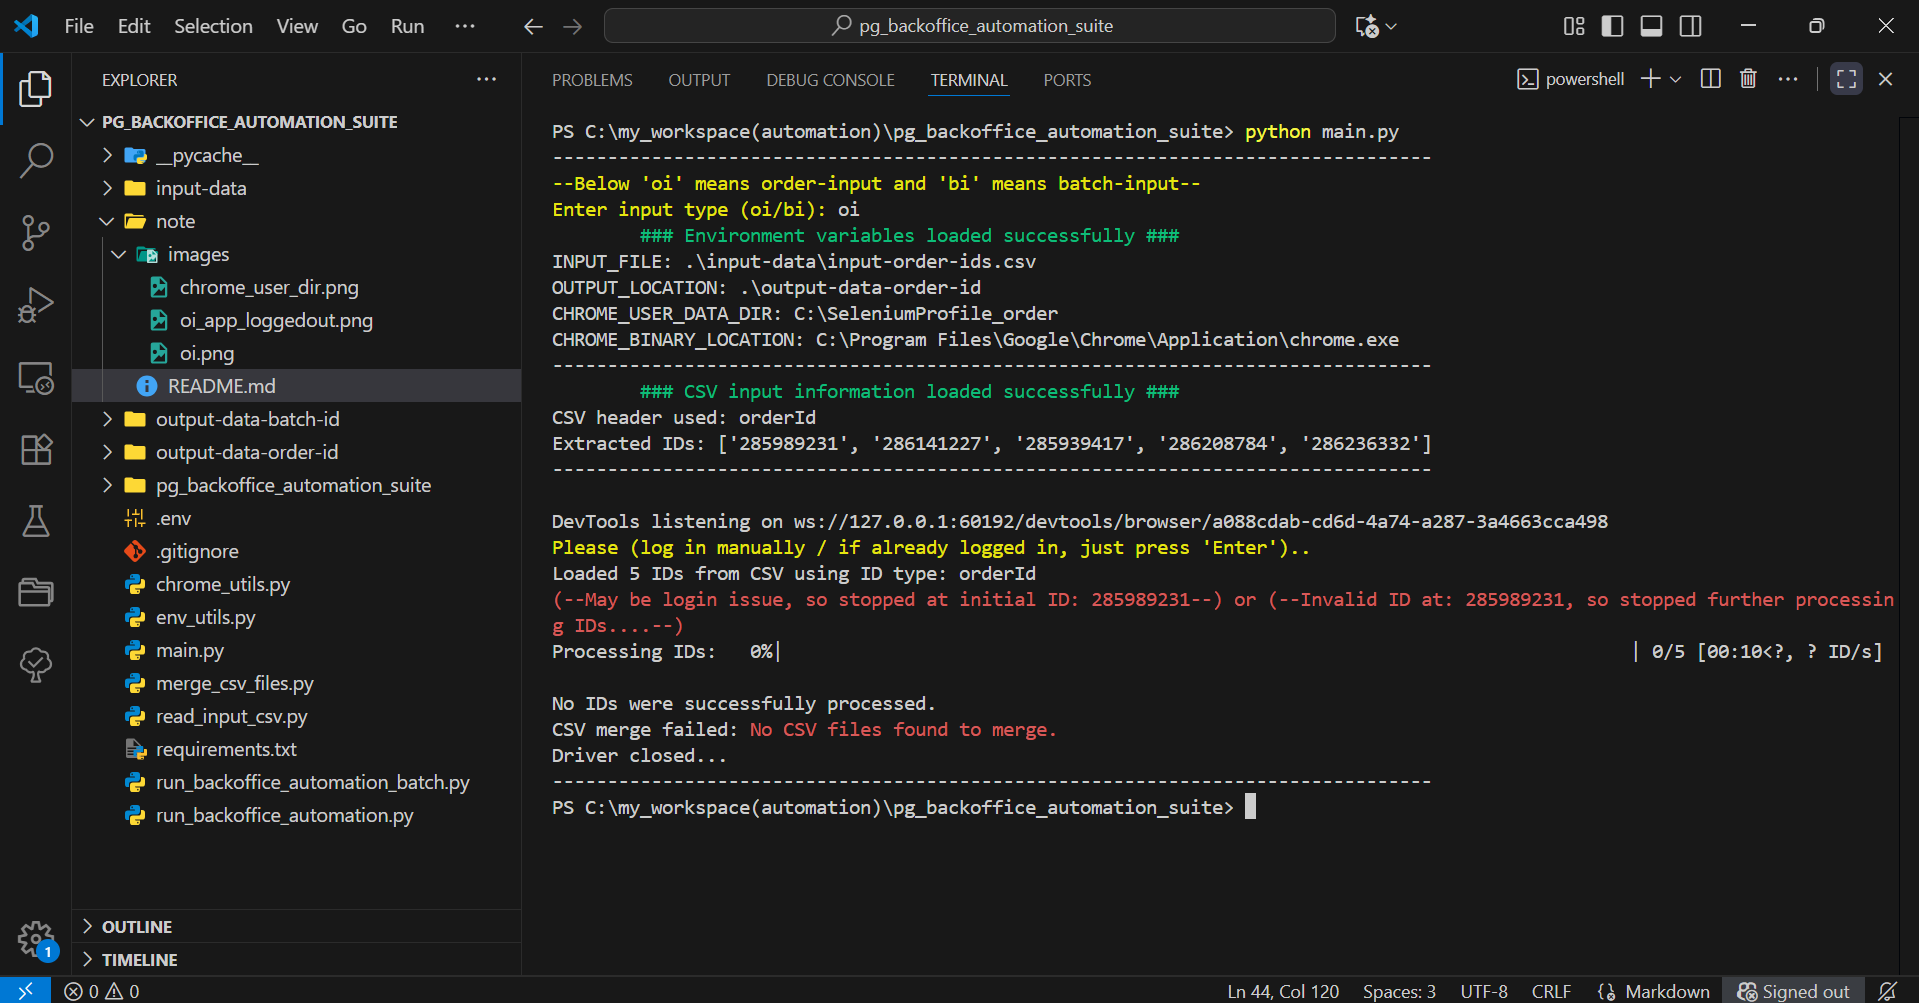 File Edit Selection View Go Run ··· pg_backoffice_automation_suite
EXPLORER
PG_BACKOFFICE_AUTOMATION_SUITE
__pycache__
input-data
note
images
chrome_user_dir.png
oi_app_loggedout.png
oi.png
README.md
output-data-batch-id
output-data-order-id
pg_backoffice_automation_suite
.env
.gitignore
chrome_utils.py
env_utils.py
main.py
merge_csv_files.py
read_input_csv.py
requirements.txt
run_backoffice_automation_batch.py
run_backoffice_automation.py
OUTLINE
TIMELINE
1
PROBLEMS OUTPUT DEBUG CONSOLE TERMINAL PORTS powershell
PS C:\my_workspace(automation)\pg_backoffice_automation_suite> python main.py
--------------------------------------------------------------------------------
--Below 'oi' means order-input and 'bi' means batch-input--
Enter input type (oi/bi): oi
### Environment variables loaded successfully ###
INPUT_FILE: .\input-data\input-order-ids.csv
OUTPUT_LOCATION: .\output-data-order-id
CHROME_USER_DATA_DIR: C:\SeleniumProfile_order
CHROME_BINARY_LOCATION: C:\Program Files\Google\Chrome\Application\chrome.exe
--------------------------------------------------------------------------------
### CSV input information loaded successfully ###
CSV header used: orderId
Extracted IDs: ['285989231', '286141227', '285939417', '286208784', '286236332']
--------------------------------------------------------------------------------
DevTools listening on ws://127.0.0.1:60192/devtools/browser/a088cdab-cd6d-4a74-a287-3a4663cca498
Please (log in manually / if already logged in, just press 'Enter')..
Loaded 5 IDs from CSV using ID type: orderId
(--May be login issue, so stopped at initial ID: 285989231--) or (--Invalid ID at: 285989231, so stopped further processin
g IDs....--)
Processing IDs:   0%| | 0/5 [00:10<?, ? ID/s]
No IDs were successfully processed.
CSV merge failed: No CSV files found to merge.
Driver closed...
--------------------------------------------------------------------------------
PS C:\my_workspace(automation)\pg_backoffice_automation_suite>
0 0 Ln 44, Col 120 Spaces: 3 UTF-8 CRLF Markdown Signed out